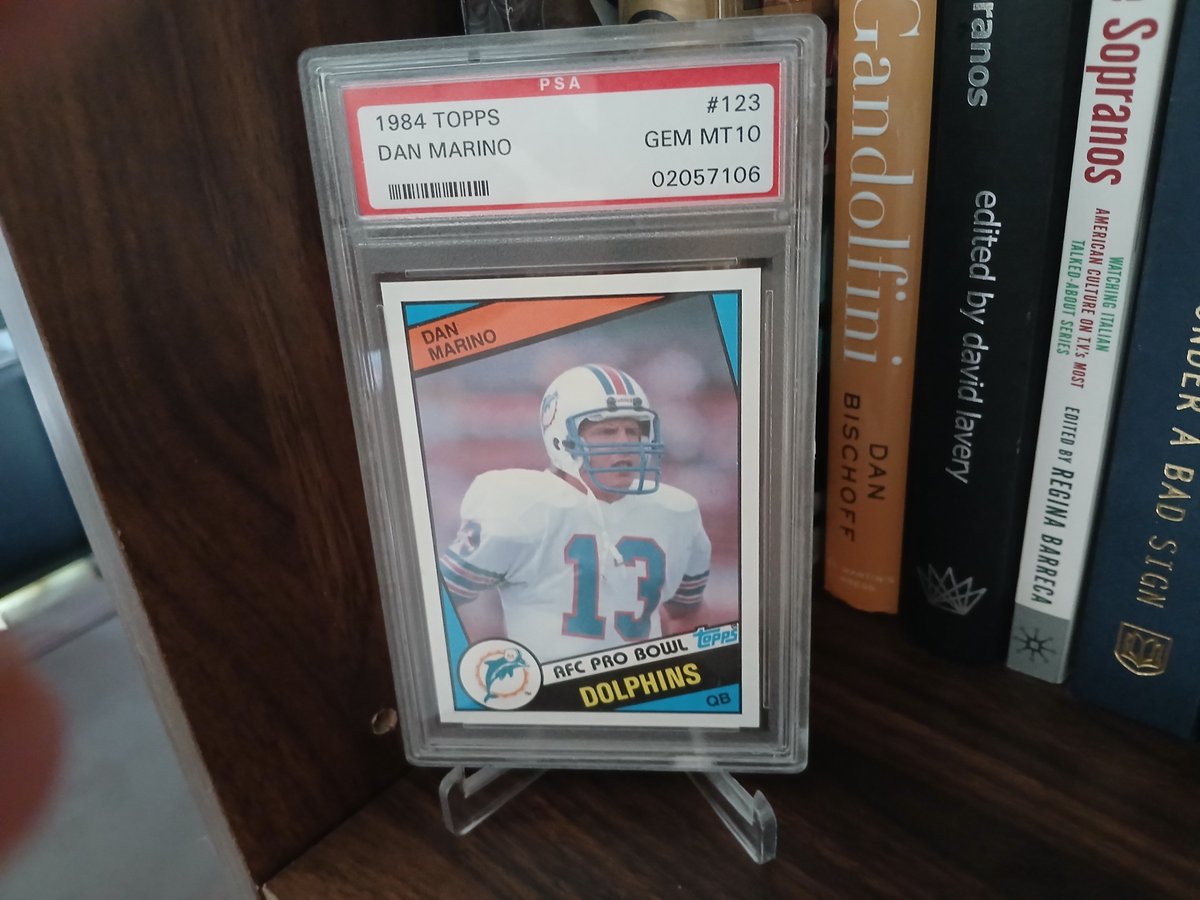 PSA
1984 TOPPS
#123
DAN MARINO
GEM MT10
02057106
DAN
MARINO
13
AFC PRO BOWL
topps
DOLPHINS
QB
Gandolfini
DAN
BISCHOFF
ranos
edited by david lavery
Sopranos
WATCHING ITALIAN
AMERICAN CULTURE ON T.V.'s MOST
TALKED-ABOUT SERIES
EDITED BY REGINA BARRECA
A BAD SIGN